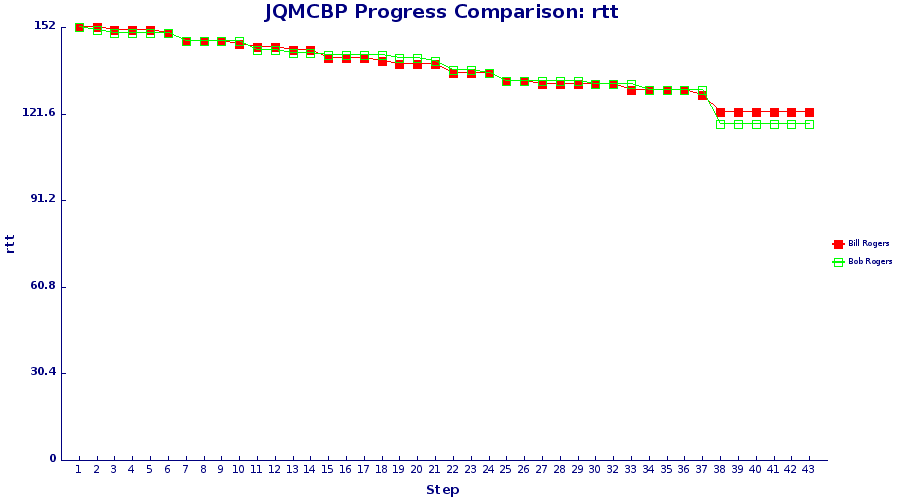 JQMCBP Progress Comparison: rtt
152
121.6
91.2
60.8
30.4
0
rtt
1 2 3 4 5 6 7 8 9 10 11 12 13 14 15 16 17 18 19 20 21 22 23 24 25 26 27 28 29 30 32 33 34 35 36 37 38 39 40 41 42 43
Step
Bill Rogers
Bob Rogers